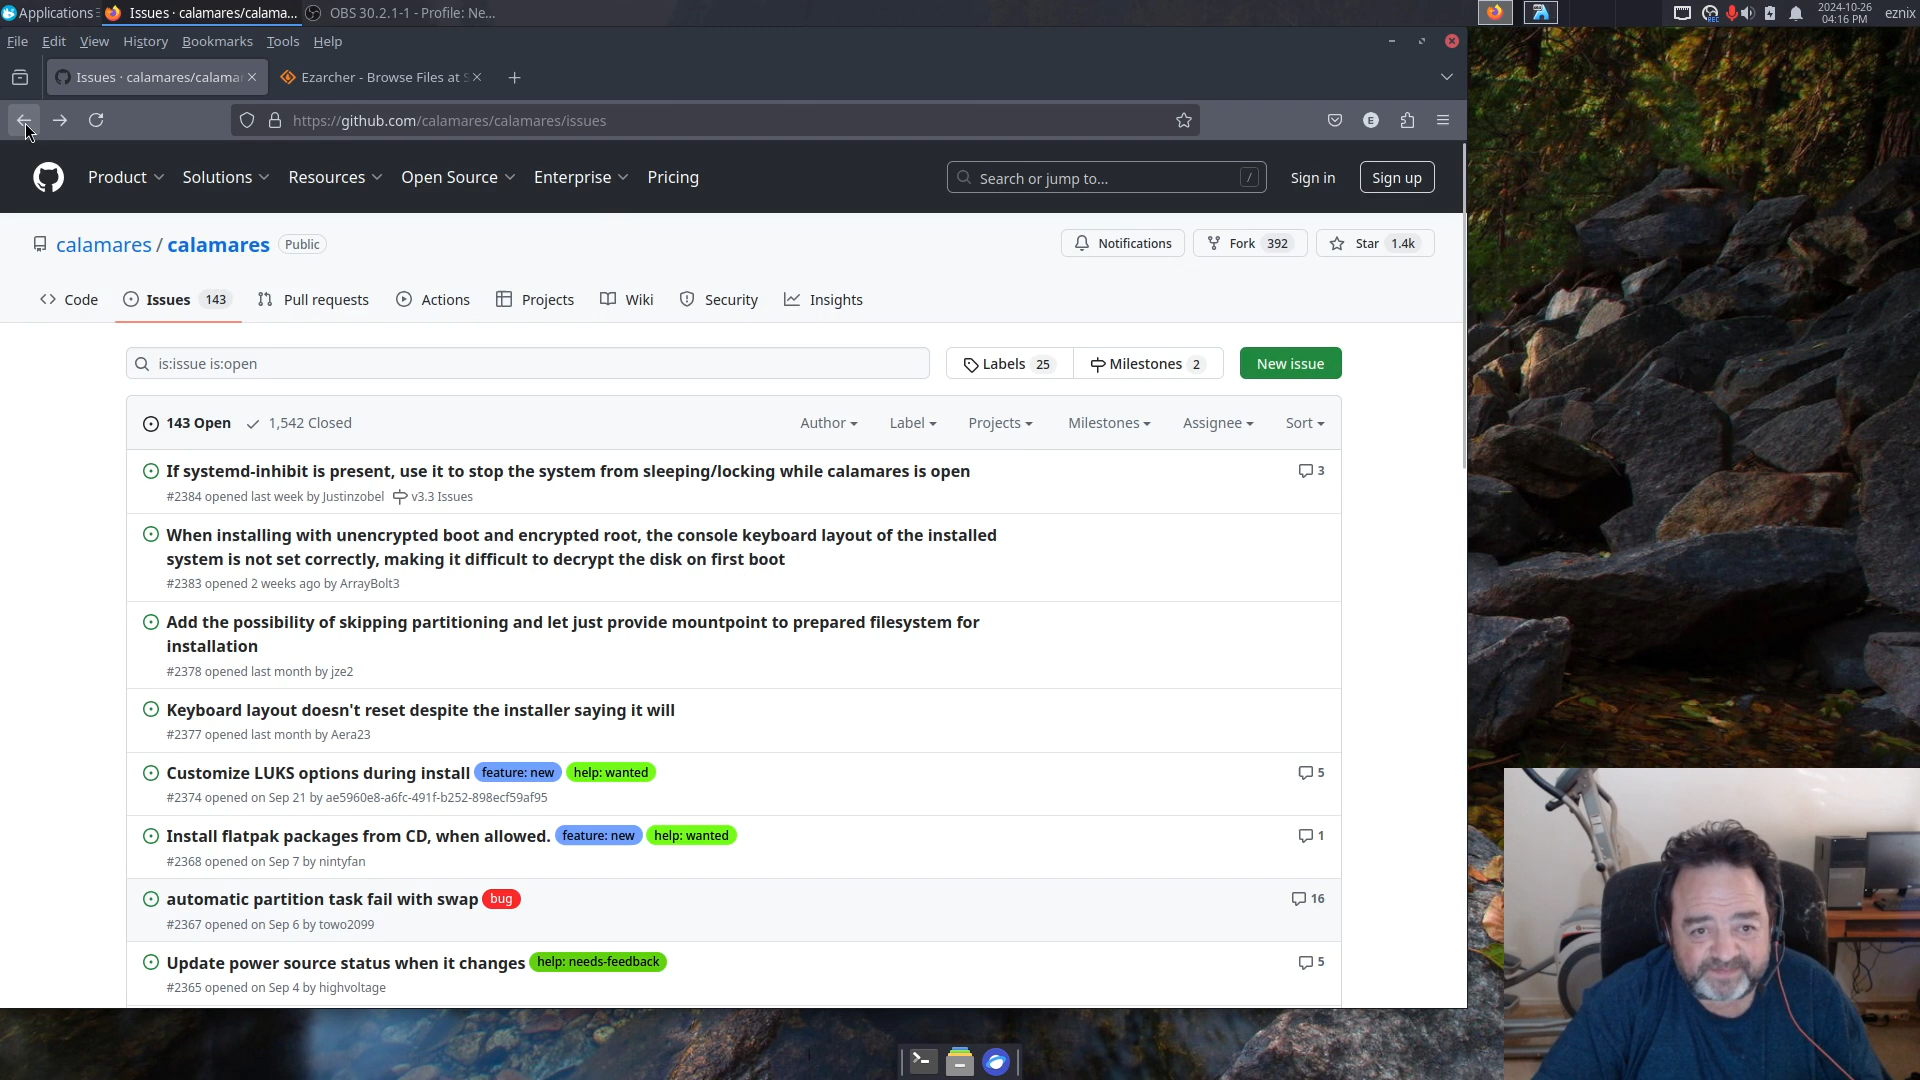 Applications
Issues · calamares/calama...
OBS 30.2.1-1 - Profile: Ne...
REC
2024-10-26
04:16 PM
eznix
File Edit View History Bookmarks Tools Help
Issues · calamares/calama
Ezarcher - Browse Files at S
https://github.com/calamares/calamares/issues
E
Product Solutions Resources Open Source Enterprise Pricing
Search or jump to... /
Sign in
Sign up
calamares / calamares Public
Notifications
Fork 392
Star 1.4k
Code
Issues 143
Pull requests
Actions
Projects
Wiki
Security
Insights
is:issue is:open
Labels 25
Milestones 2
New issue
143 Open 1,542 Closed
Author Label Projects Milestones Assignee Sort
If systemd-inhibit is present, use it to stop the system from sleeping/locking while calamares is open
3
#2384 opened last week by Justinzobel v3.3 Issues
When installing with unencrypted boot and encrypted root, the console keyboard layout of the installed
system is not set correctly, making it difficult to decrypt the disk on first boot
#2383 opened 2 weeks ago by ArrayBolt3
Add the possibility of skipping partitioning and let just provide mountpoint to prepared filesystem for
installation
#2378 opened last month by jze2
Keyboard layout doesn't reset despite the installer saying it will
#2377 opened last month by Aera23
Customize LUKS options during install feature: new help: wanted
5
#2374 opened on Sep 21 by ae5960e8-a6fc-491f-b252-898ecf59af95
Install flatpak packages from CD, when allowed. feature: new help: wanted
1
#2368 opened on Sep 7 by nintyfan
automatic partition task fail with swap bug
16
#2367 opened on Sep 6 by towo2099
Update power source status when it changes help: needs-feedback
5
#2365 opened on Sep 4 by highvoltage